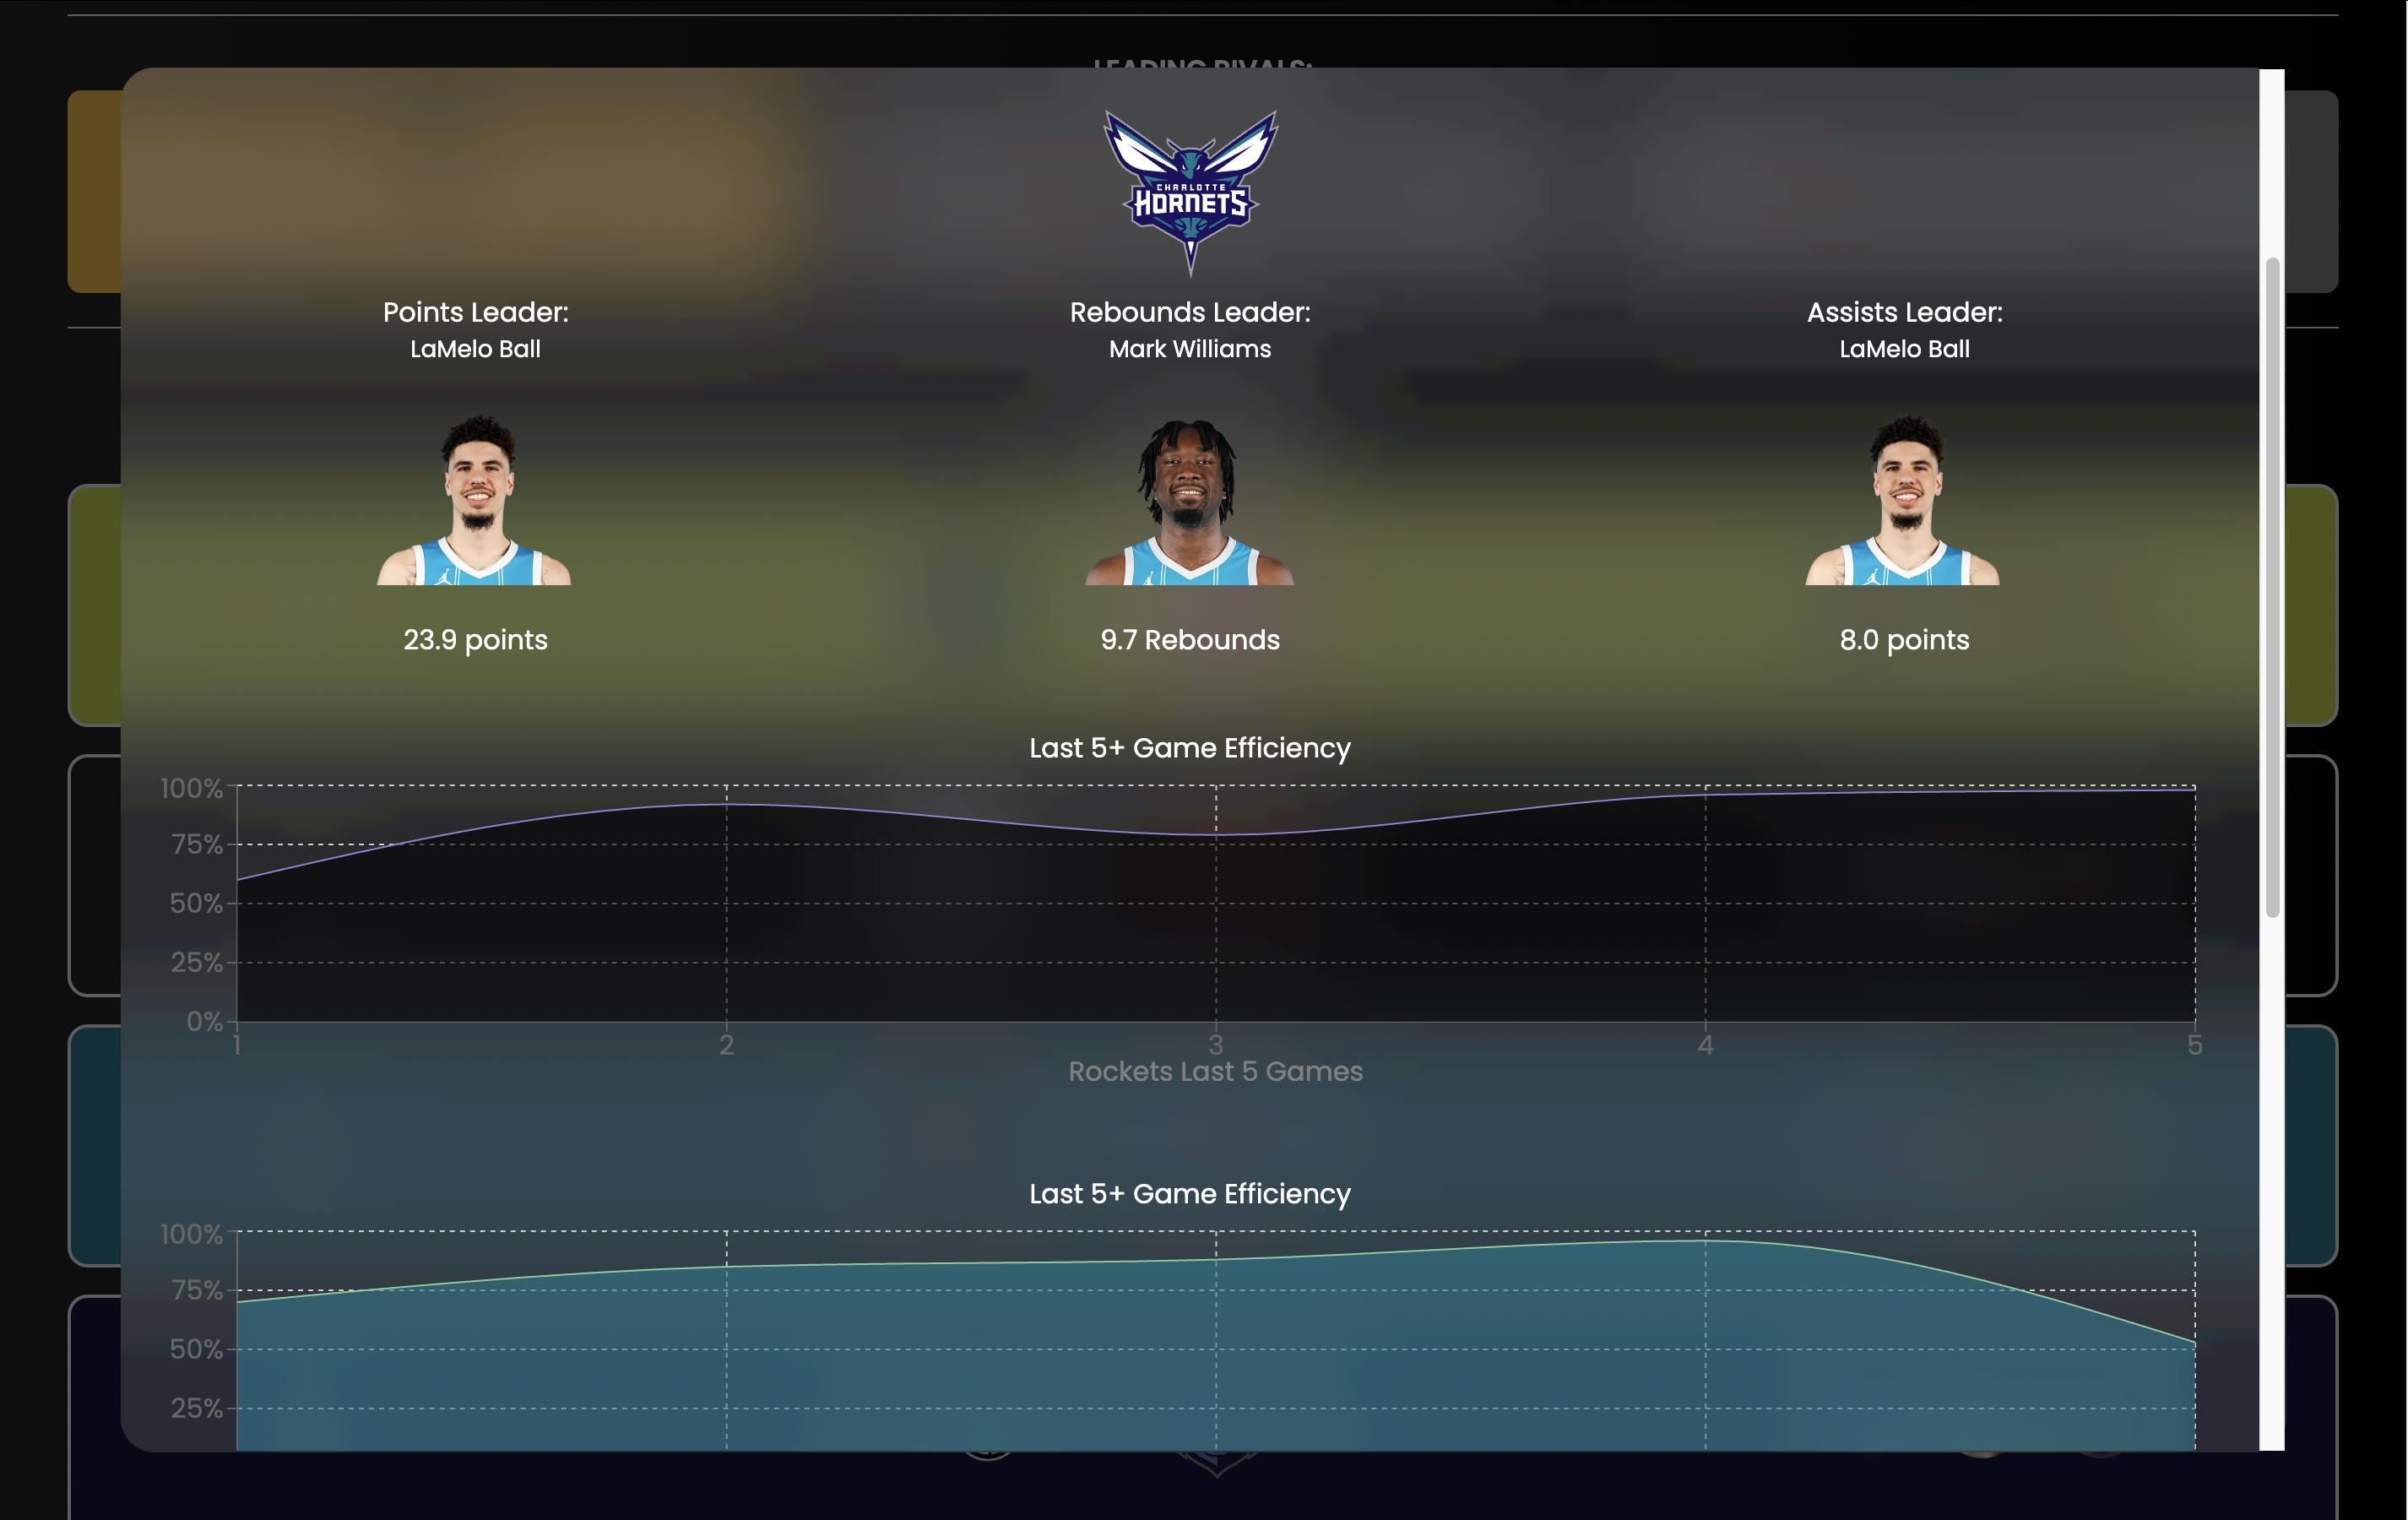 LEADING RIVALS:
CHARLOTTE
HORNETS
Points Leader:
LaMelo Ball
Rebounds Leader:
Mark Williams
Assists Leader:
LaMelo Ball
23.9 points
9.7 Rebounds
8.0 points
Last 5+ Game Efficiency
100%
75%
50%
25%
0%
1 2 3 4 5
Rockets Last 5 Games
Last 5+ Game Efficiency
100%
75%
50%
25%